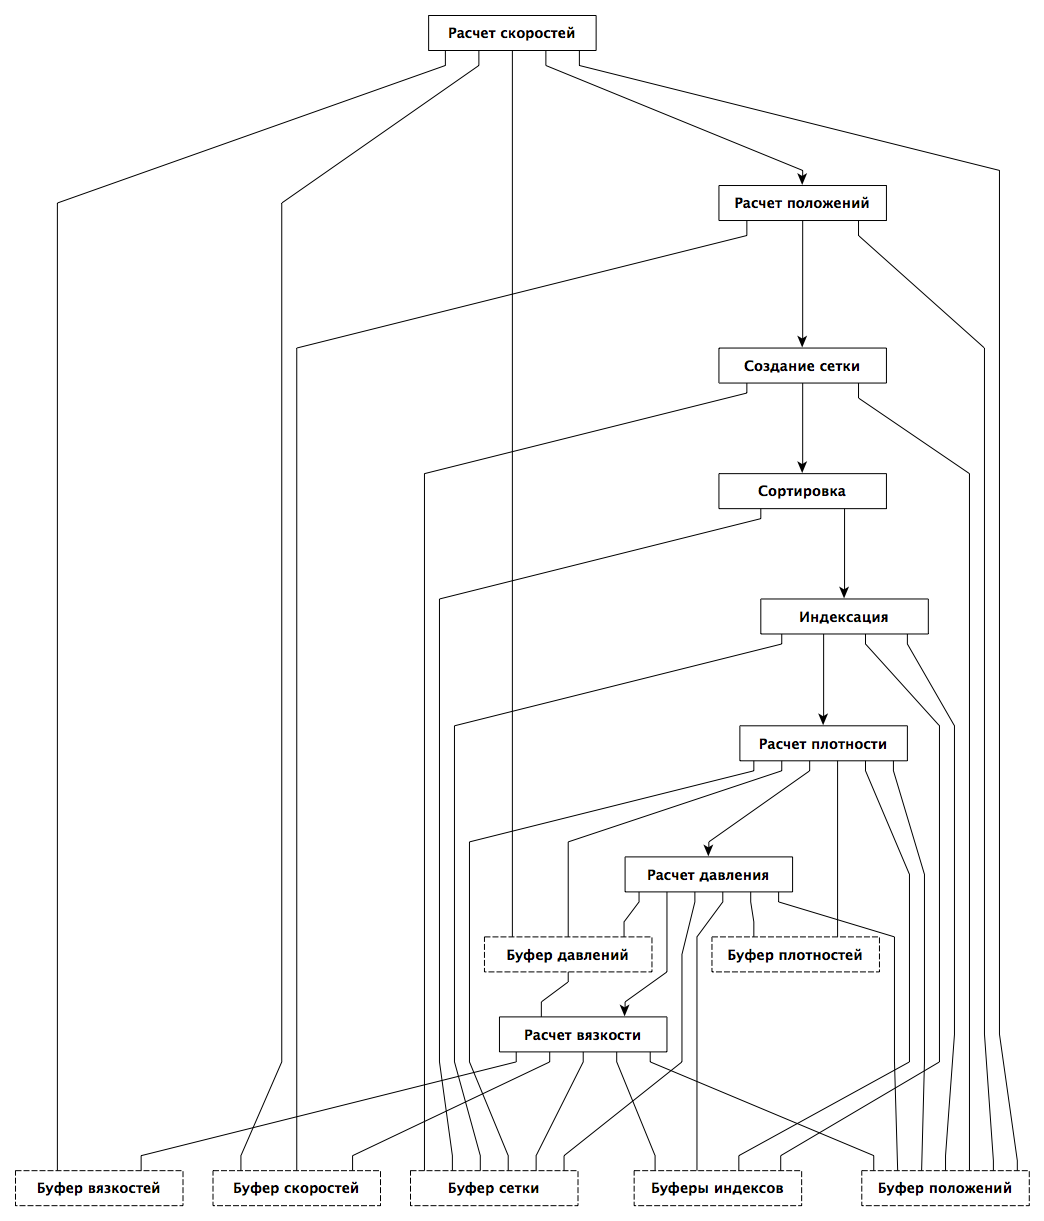 Расчет скоростей
Расчет положений
Создание сетки
Сортировка
Индексация
Расчет плотности
Расчет давления
Буфер давлений
Буфер плотностей
Расчет вязкости
Буфер вязкостей
Буфер скоростей
Буфер сетки
Буферы индексов
Буфер положений